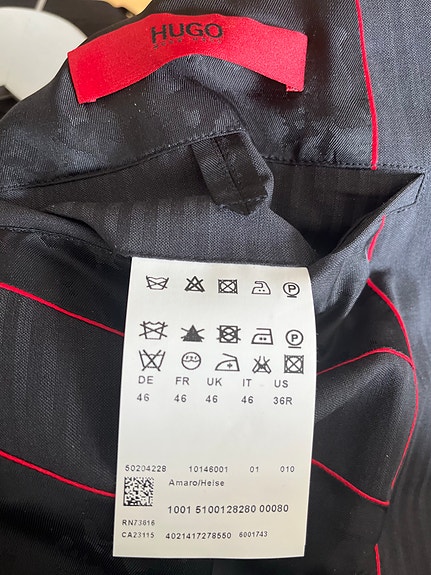 HUGO
DE FR UK IT US
46 46 46 46 36R
50204228 10146001 01 010
Amaro/Heise
1001 5100128280 00080
RN73616
CA23115 4021417278550 6001743